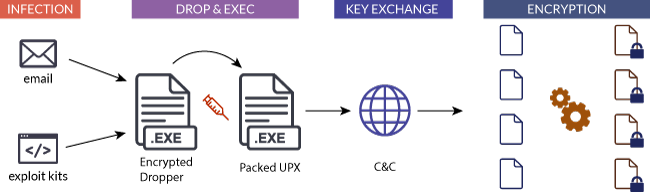 INFECTION
DROP & EXEC
KEY EXCHANGE
ENCRYPTION
email
</>
exploit kits
.EXE
Encrypted
Dropper
.EXE
Packed UPX
C&C